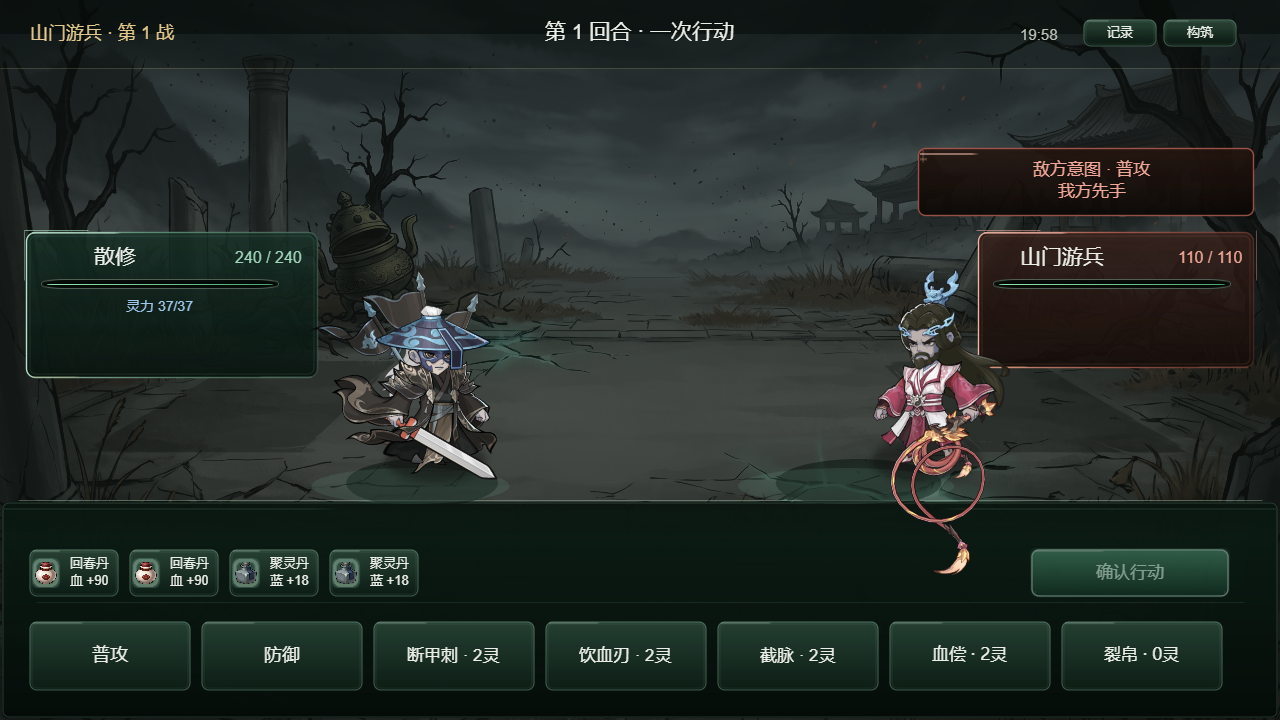 山门游兵 · 第 1 战
第 1 回合 · 一次行动
19:58
记录
构筑
敌方意图 · 普攻
我方先手
散修
240 / 240
灵力 37/37
山门游兵
110 / 110
回春丹
血 +90
回春丹
血 +90
聚灵丹
蓝 +18
聚灵丹
蓝 +18
确认行动
普攻
防御
断甲刺 · 2灵
饮血刃 · 2灵
截脉 · 2灵
血偿 · 2灵
裂帛 · 0灵